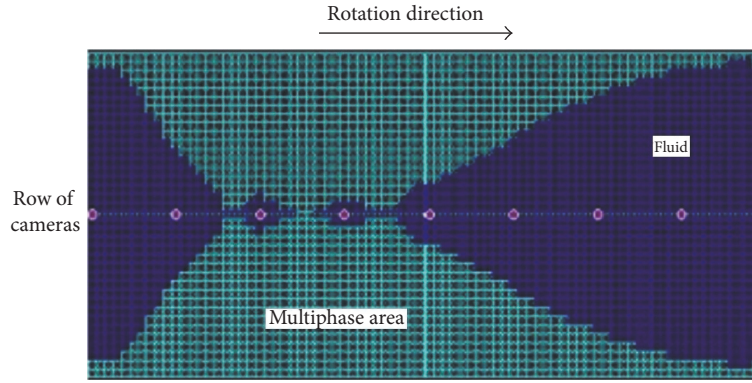 Rotation direction
Fluid
Row of
cameras
Multiphase area